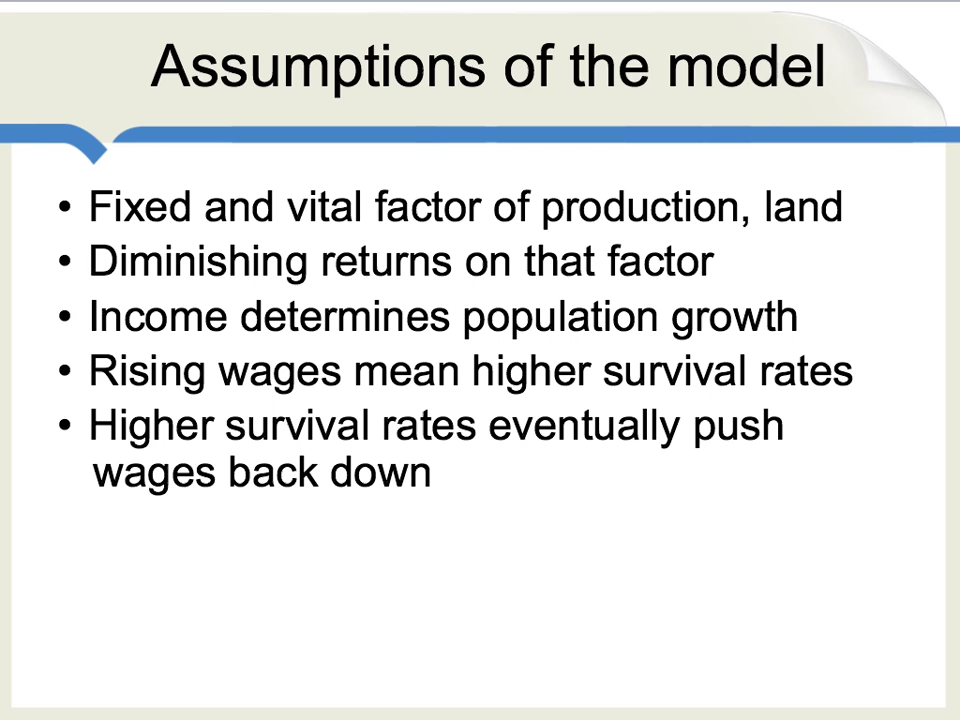 Assumptions of the model
• Fixed and vital factor of production, land
• Diminishing returns on that factor
• Income determines population growth
• Rising wages mean higher survival rates
• Higher survival rates eventually push
wages back down